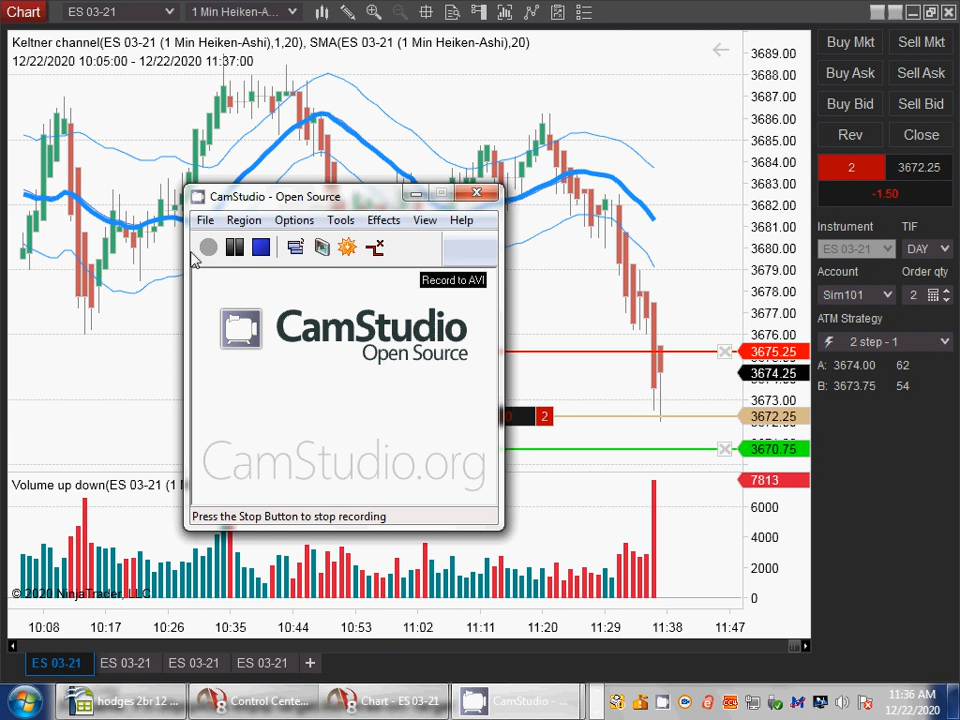 Chart ES 03-21 1 Min Heiken-A...
Keltner channel(ES 03-21 (1 Min Heiken-Ashi),1,20), SMA(ES 03-21 (1 Min Heiken-Ashi),20)
12/22/2020 10:05:00 - 12/22/2020 11:37:00
3689.00
3688.00
3687.00
3686.00
3685.00
3684.00
3683.00
3682.00
3681.00
3680.00
3679.00
3678.00
3677.00
3676.00
3675.25
3674.25
3673.00
3672.25
3670.75
Buy Mkt Sell Mkt
Buy Ask Sell Ask
Buy Bid Sell Bid
Rev Close
2 3672.25
-1.50
Instrument TIF
ES 03-21 DAY
Account Order qty
Sim101 2
ATM Strategy
2 step - 1
A: 3674.00 62
B: 3673.75 54
CamStudio - Open Source
File Region Options Tools Effects View Help
Record to AVI
CamStudio
Open Source
CamStudio.org
Press the Stop Button to stop recording
2
Volume up down(ES 03-21 (1
7813
6000
4000
2000
0
© 2020 NinjaTrader, LLC
10:08 10:17 10:26 10:35 10:44 10:53 11:02 11:11 11:20 11:29 11:38 11:47
ES 03-21 ES 03-21 ES 03-21 ES 03-21 +
hodges 2br 12 ... Control Cente... Chart - ES 03-21 CamStudio - ...
11:36 AM
12/22/2020